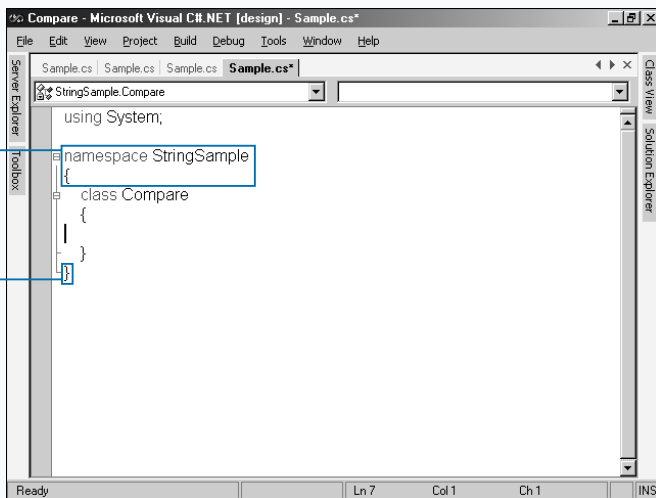 Compare - Microsoft Visual C#.NET [design] - Sample.cs*
File Edit View Project Build Debug Tools Window Help
Server Explorer
Toolbox
Sample.cs Sample.cs Sample.cs Sample.cs*
StringSample.Compare
using System;
namespace StringSample
{
class Compare
{
}
}
Class View
Solution Explorer
Ready Ln 7 Col 1 Ch 1 INS